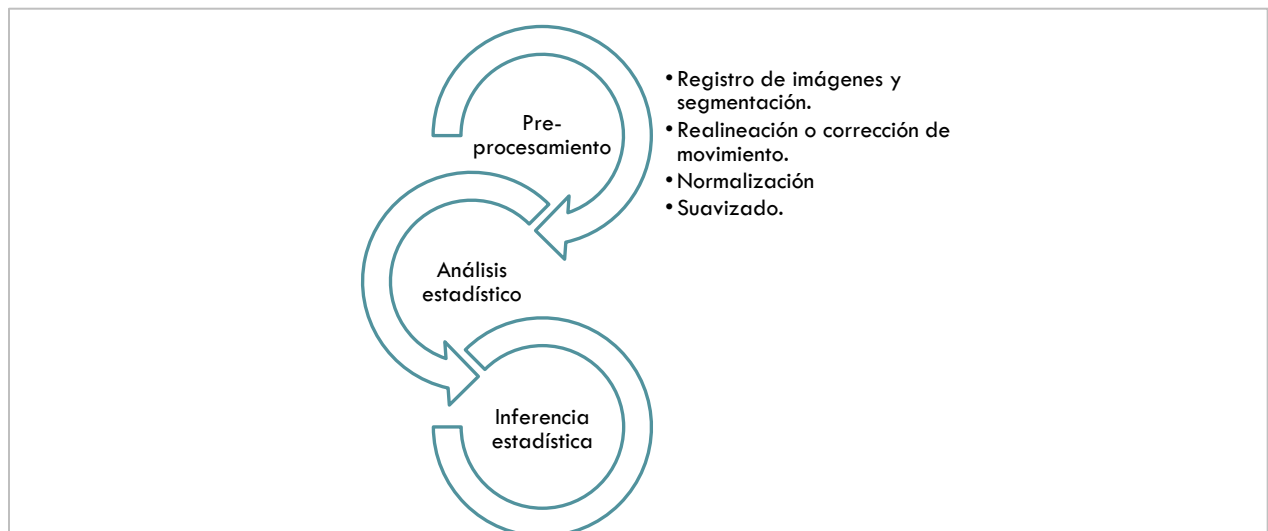 Pre-
procesamiento
• Registro de imágenes y
segmentación.
• Realineación o corrección de
movimiento.
• Normalización
• Suavizado.
Análisis
estadístico
Inferencia
estadística